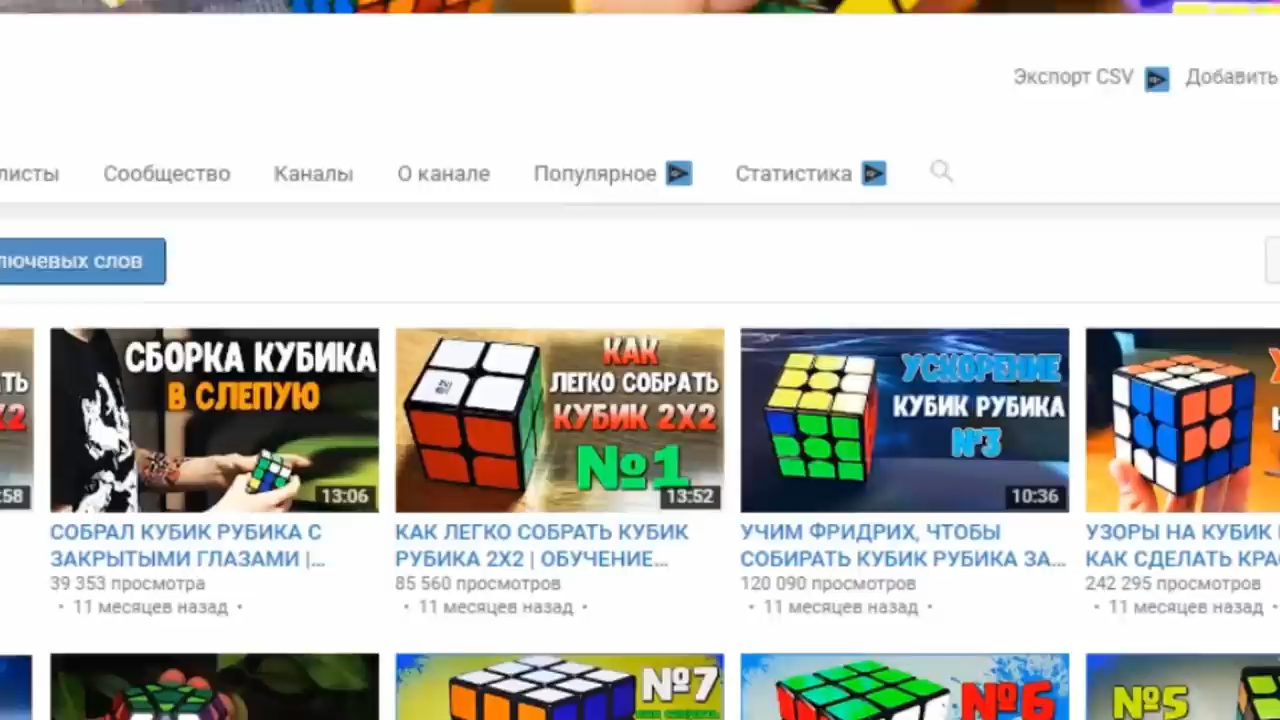 Экспорт CSV Добавить
листы Сообщество Каналы О канале Популярное Статистика
лючевых слов
ТЬ
Х2
:58
СБОРКА КУБИКА
В СЛЕПУЮ
13:06
КАК
ЛЕГКО СОБРАТЬ
КУБИК 2Х2
№1
13:52
УСКОРЕНИЕ
КУБИК РУБИКА
№3
10:36
СОБРАЛ КУБИК РУБИКА С
ЗАКРЫТЫМИ ГЛАЗАМИ |...
39 353 просмотра
• 11 месяцев назад •
КАК ЛЕГКО СОБРАТЬ КУБИК
РУБИКА 2X2 | ОБУЧЕНИЕ...
85 560 просмотров
• 11 месяцев назад •
УЧИМ ФРИДРИХ, ЧТОБЫ
СОБИРАТЬ КУБИК РУБИКА ЗА...
120 090 просмотров
• 11 месяцев назад •
УЗОРЫ НА КУБИК
КАК СДЕЛАТЬ КРА
242 295 просмотров
• 11 месяцев назад •
№7
№6
№5